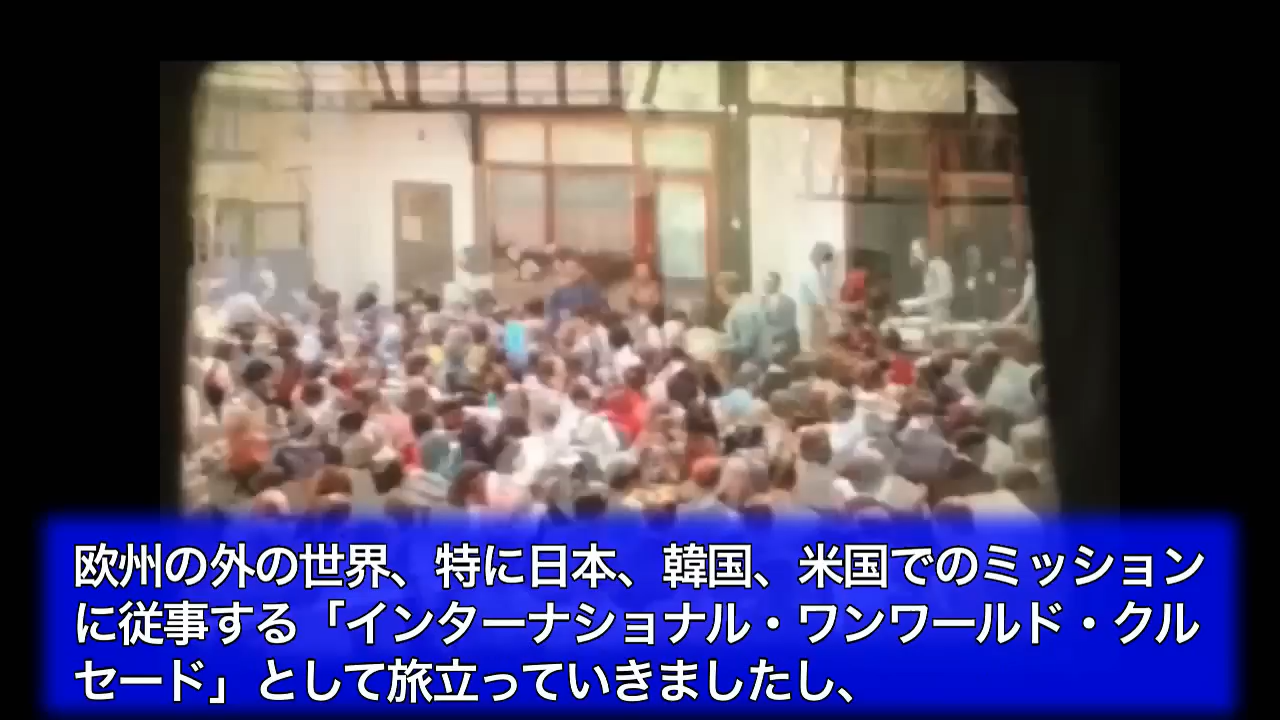 欧州の外の世界、特に日本、韓国、米国でのミッション
に従事する「インターナショナル・ワンワールド・クル
セード」として旅立っていきましたし、